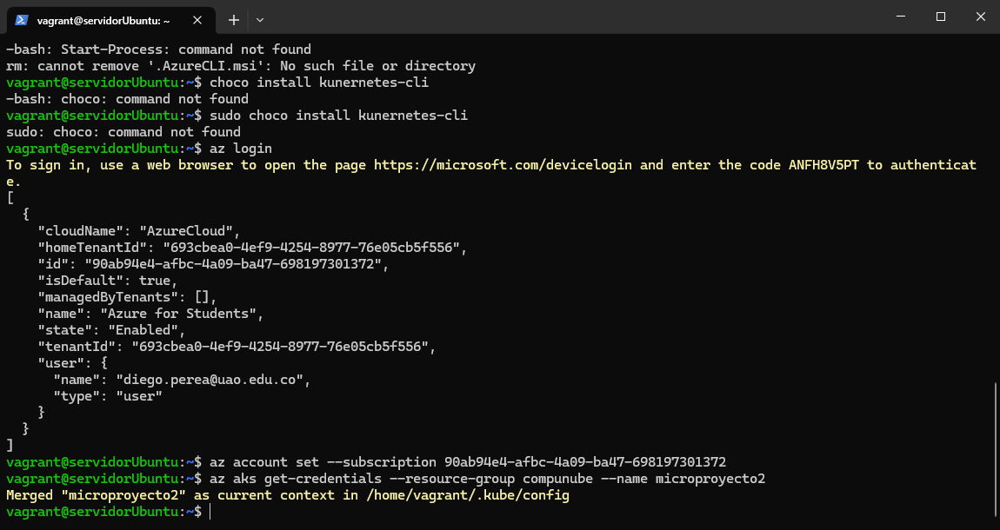 vagrant@servidorUbuntu: ~
-bash: Start-Process: command not found
rm: cannot remove '.AzureCLI.msi': No such file or directory
vagrant@servidorUbuntu:~$ choco install kunernetes-cli
-bash: choco: command not found
vagrant@servidorUbuntu:~$ sudo choco install kunernetes-cli
sudo: choco: command not found
vagrant@servidorUbuntu:~$ az login
To sign in, use a web browser to open the page https://microsoft.com/devicelogin and enter the code ANFH8V5PT to authenticat
e.
[
  {
    "cloudName": "AzureCloud",
    "homeTenantId": "693cbea0-4ef9-4254-8977-76e05cb5f556",
    "id": "90ab94e4-afbc-4a09-ba47-698197301372",
    "isDefault": true,
    "managedByTenants": [],
    "name": "Azure for Students",
    "state": "Enabled",
    "tenantId": "693cbea0-4ef9-4254-8977-76e05cb5f556",
    "user": {
      "name": "diego.perea@uao.edu.co",
      "type": "user"
    }
  }
]
vagrant@servidorUbuntu:~$ az account set --subscription 90ab94e4-afbc-4a09-ba47-698197301372
vagrant@servidorUbuntu:~$ az aks get-credentials --resource-group compunube --name microproyecto2
Merged "microproyecto2" as current context in /home/vagrant/.kube/config
vagrant@servidorUbuntu:~$